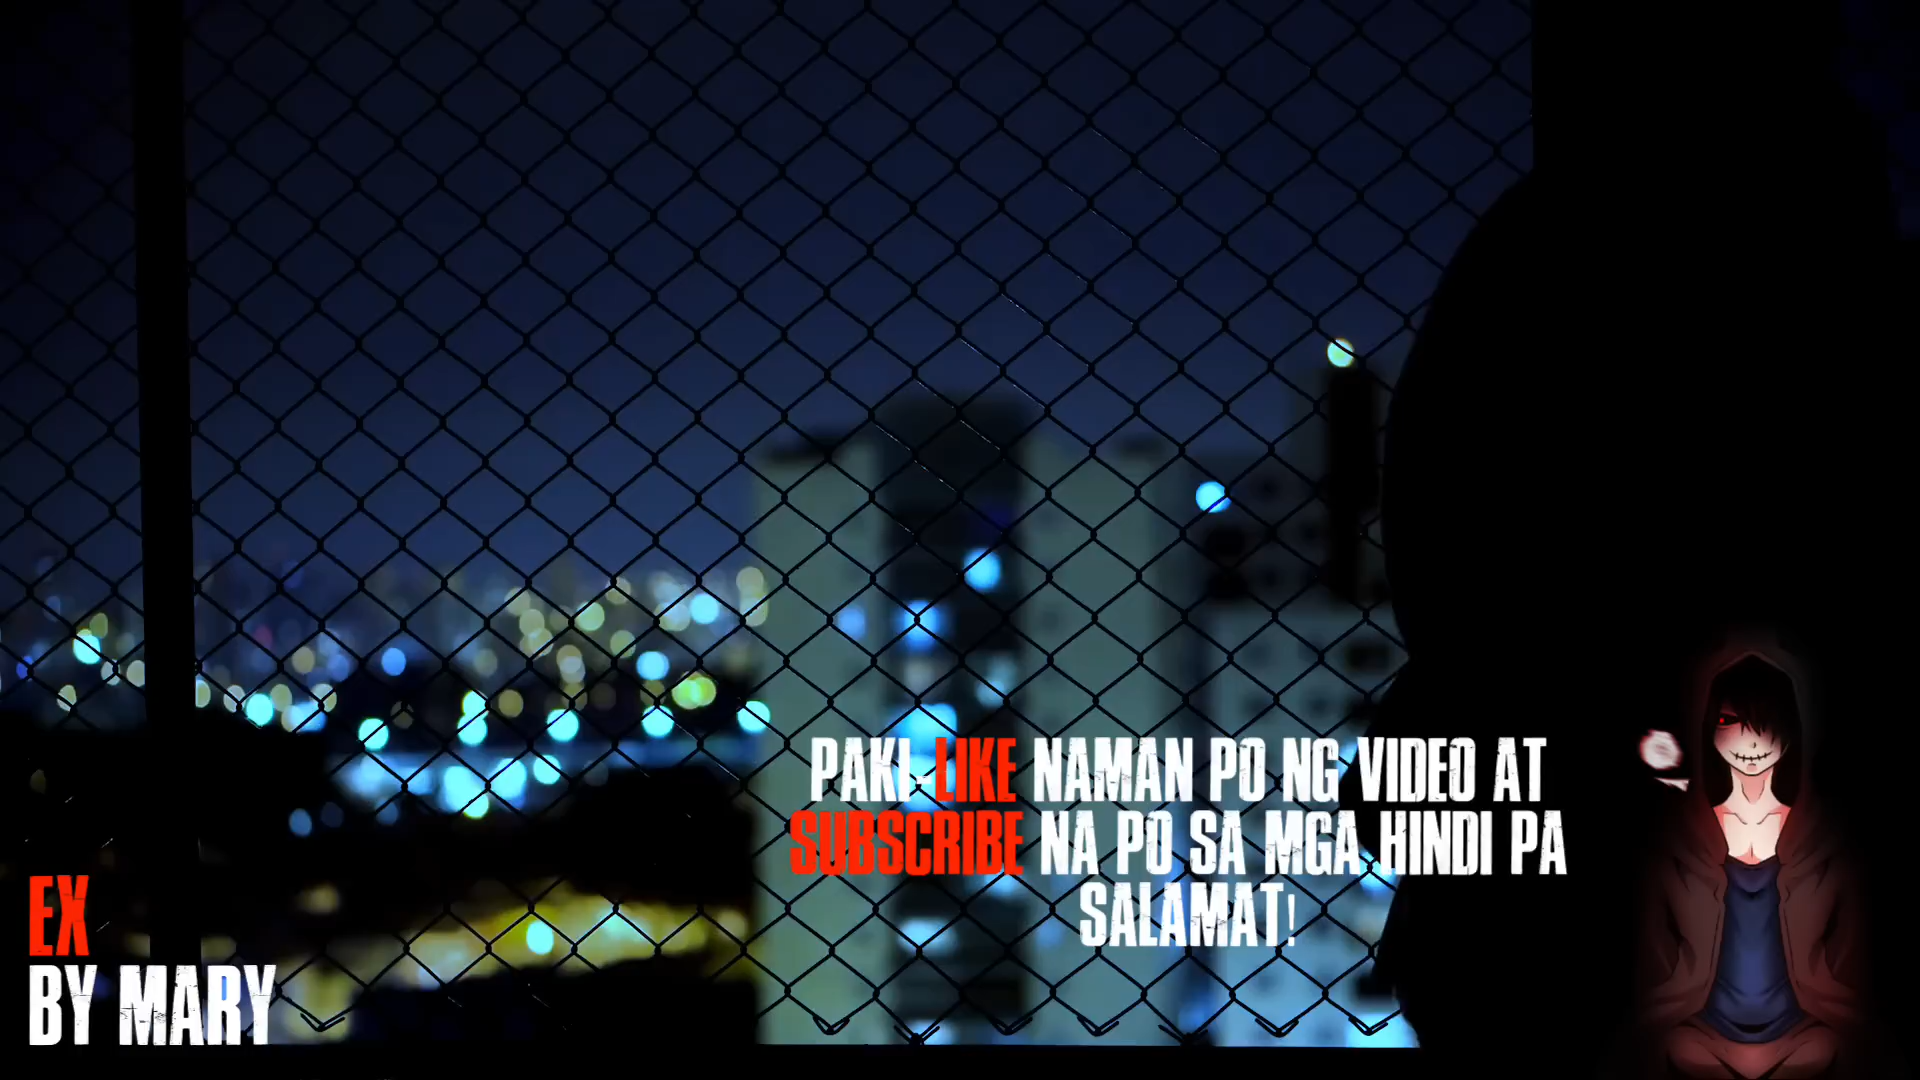 PAKI-LIKE NAMAN PO NG VIDEO AT
SUBSCRIBE NA PO SA MGA HINDI PA
SALAMAT!
EX
BY MARY